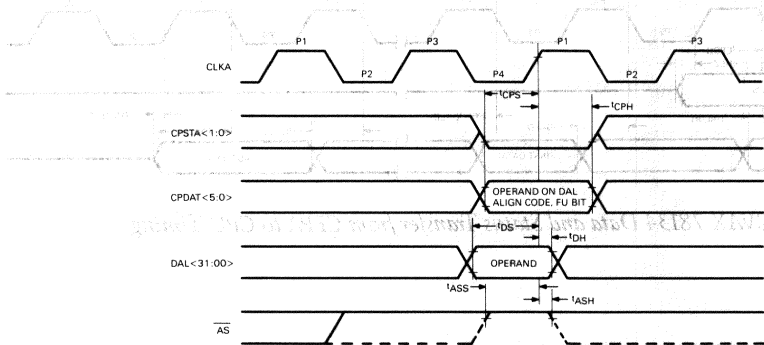 P1 P3 P1 P3
CLKA
P2 P4 P2
tCPS
tCPH
CPSTA<1:0>
CPDAT<5:0>
OPERAND ON DAL
ALIGN CODE, FU BIT
tDS
tDH
DAL<31:00>
OPERAND
tASS
tASH
AS